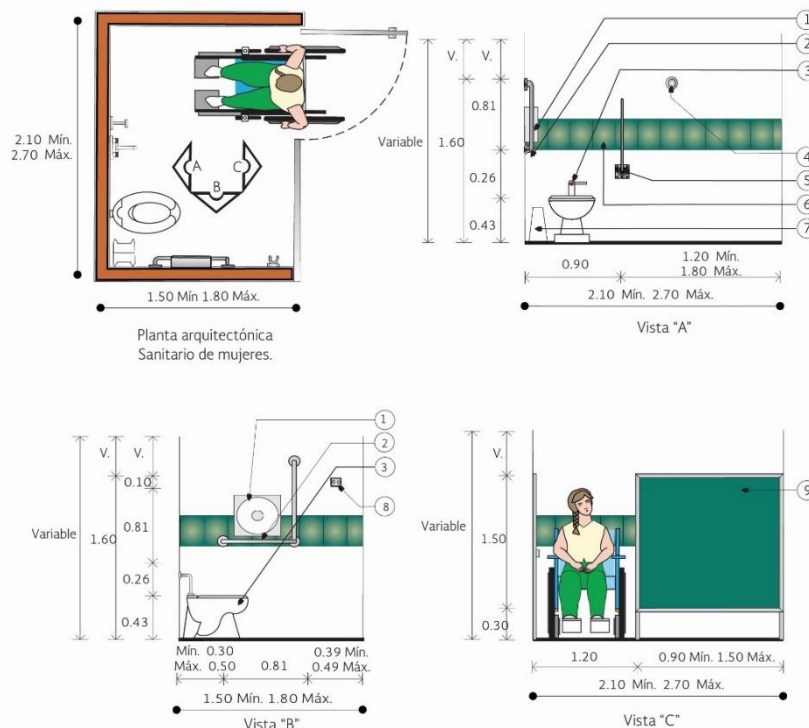 2.10 Mín.
2.70 Máx.
A
C
B
1.50 Mín 1.80 Máx.
Planta arquitectónica
Sanitario de mujeres.
V.
V.
Variable
1.60
0.81
0.26
0.43
1
2
3
4
5
6
7
0.90
1.20 Mín.
1.80 Máx.
2.10 Mín. 2.70 Máx.
Vista "A"
V.
V.
0.10
Variable
1.60
0.81
0.26
0.43
1
2
3
8
Mín. 0.30
Máx. 0.50
0.81
0.39 Mín.
0.49 Máx.
1.50 Mín. 1.80 Máx.
Vista "B"
V.
Variable
1.50
0.30
9
1.20
0.90 Mín. 1.50 Máx.
2.10 Mín. 2.70 Máx.
Vista "C"